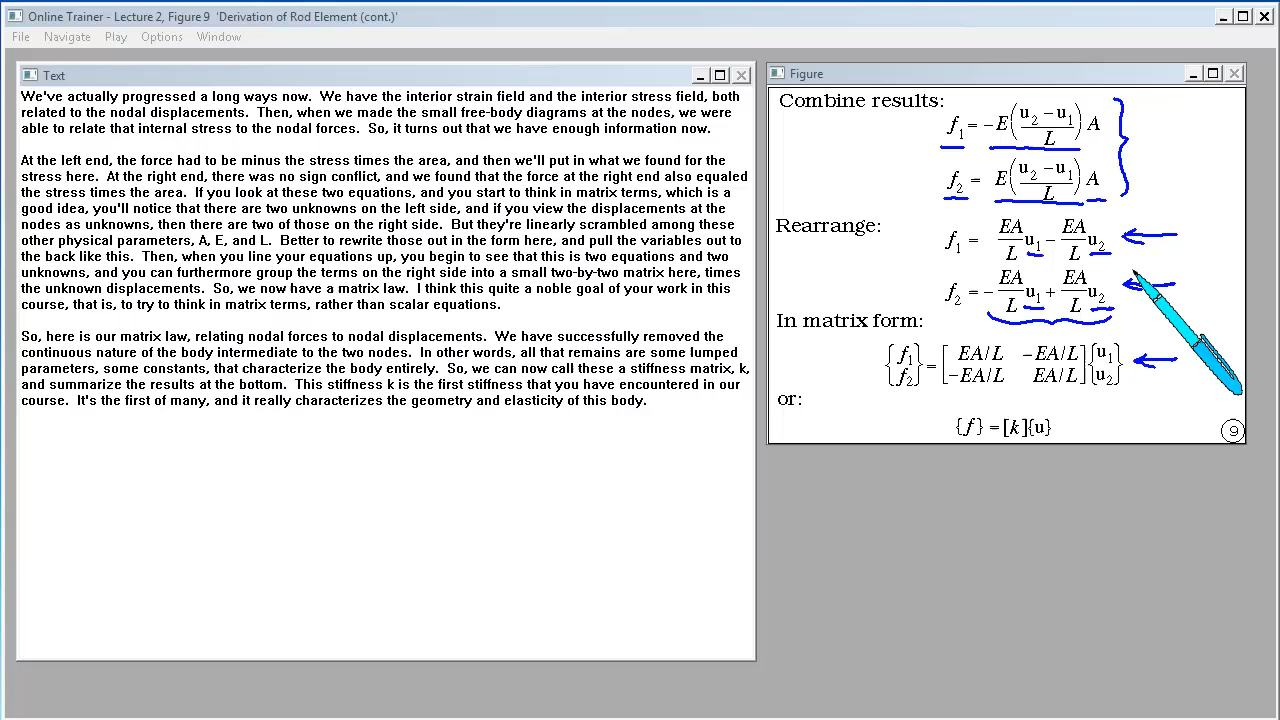 Online Trainer - Lecture 2, Figure 9 'Derivation of Rod Element (cont.)'
File Navigate Play Options Window
Text
We've actually progressed a long ways now. We have the interior strain field and the interior stress field, both
related to the nodal displacements. Then, when we made the small free-body diagrams at the nodes, we were
able to relate that internal stress to the nodal forces. So, it turns out that we have enough information now.
At the left end, the force had to be minus the stress times the area, and then we'll put in what we found for the
stress here. At the right end, there was no sign conflict, and we found that the force at the right end also equaled
the stress times the area. If you look at these two equations, and you start to think in matrix terms, which is a
good idea, you'll notice that there are two unknowns on the left side, and if you view the displacements at the
nodes as unknowns, then there are two of those on the right side. But they're linearly scrambled among these
other physical parameters, A, E, and L. Better to rewrite those out in the form here, and pull the variables out to
the back like this. Then, when you line your equations up, you begin to see that this is two equations and two
unknowns, and you can furthermore group the terms on the right side into a small two-by-two matrix here, times
the unknown displacements. So, we now have a matrix law. I think this quite a noble goal of your work in this
course, that is, to try to think in matrix terms, rather than scalar equations.
So, here is our matrix law, relating nodal forces to nodal displacements. We have successfully removed the
continuous nature of the body intermediate to the two nodes. In other words, all that remains are some lumped
parameters, some constants, that characterize the body entirely. So, we can now call these a stiffness matrix, k,
and summarize the results at the bottom. This stiffness k is the first stiffness that you have encountered in our
course. It's the first of many, and it really characterizes the geometry and elasticity of this body.
Figure
Combine results:
f₁ = -E((u₂ - u₁)/L) A
f₂ = E((u₂ - u₁)/L) A
Rearrange:
f₁ = EA/L u₁ - EA/L u₂
f₂ = - EA/L u₁ + EA/L u₂
In matrix form:
{f₁ f₂} = [EA/L -EA/L -EA/L EA/L] {u₁ u₂}
or:
{f} = [k]{u}
9